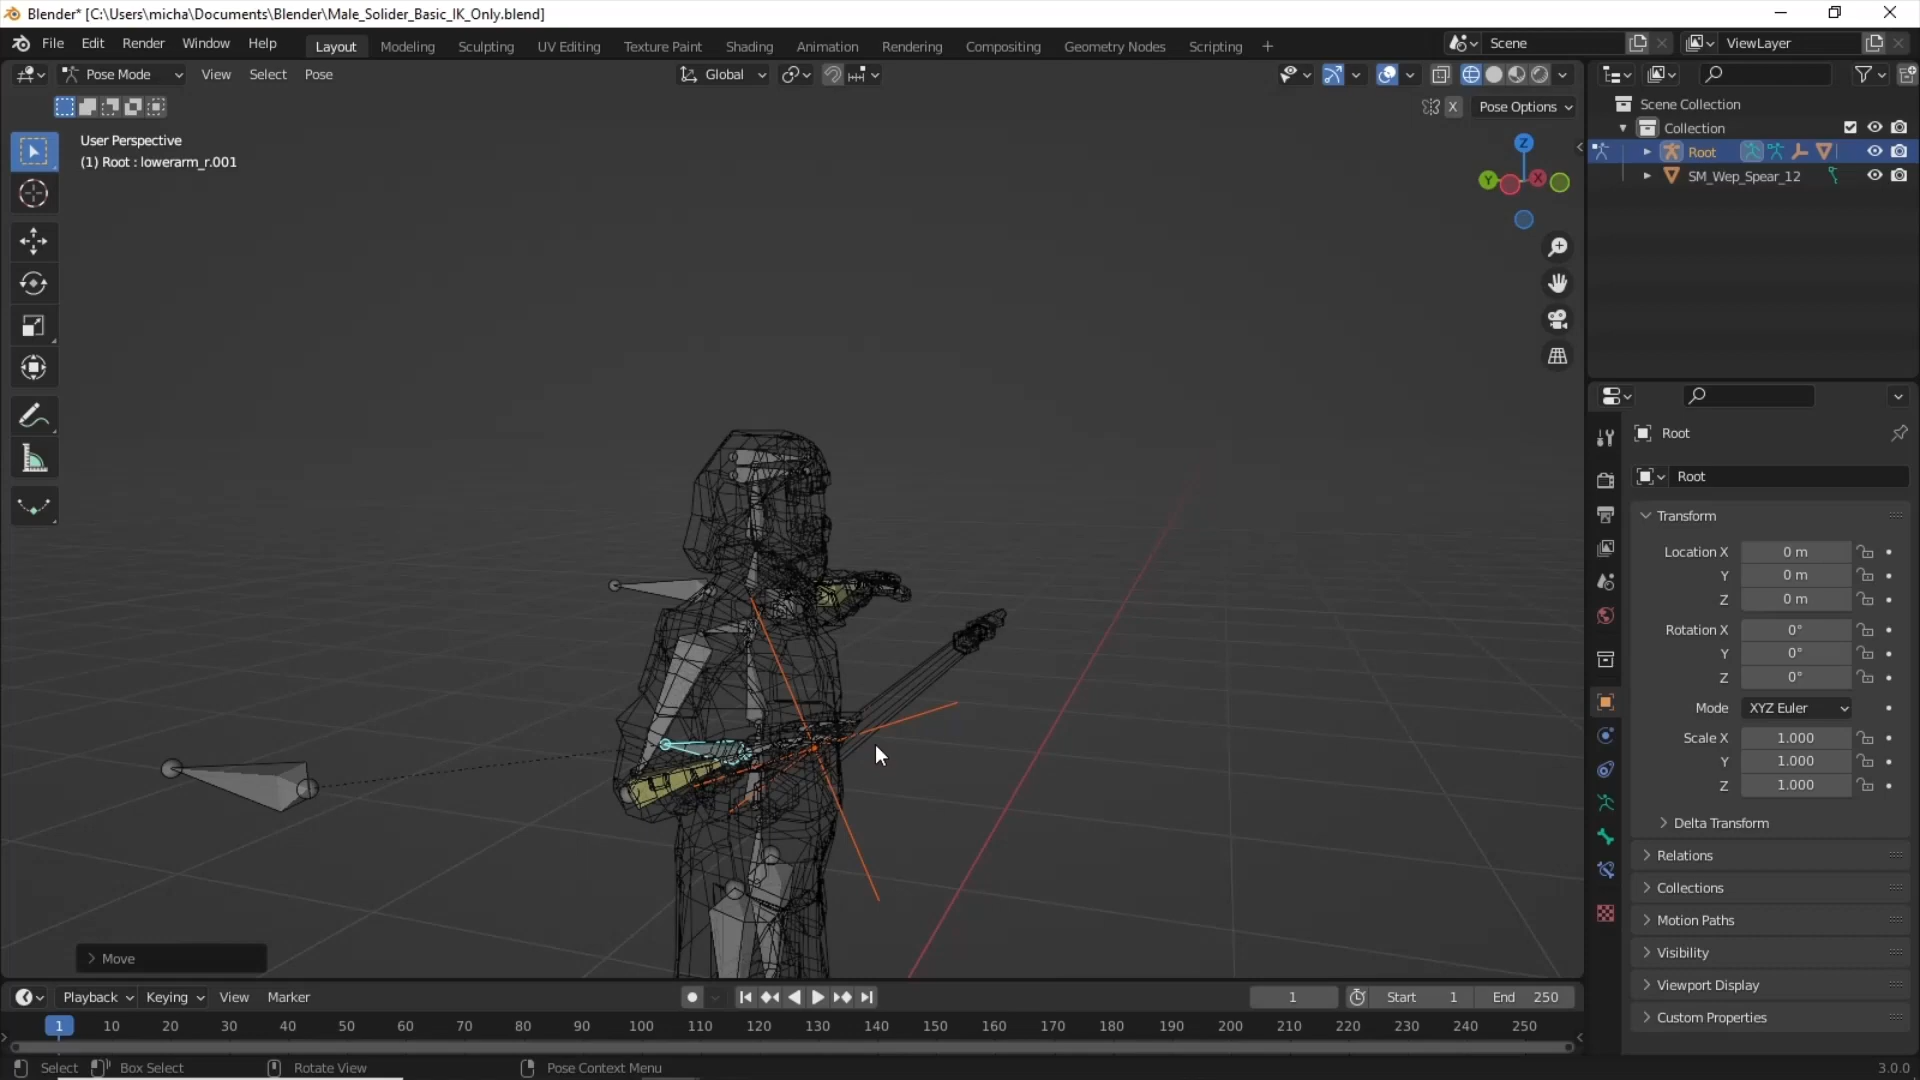 Blender* [C:\Users\micha\Documents\Blender\Male_Solider_Basic_IK_Only.blend]
File Edit Render Window Help Layout Modeling Sculpting UV Editing Texture Paint Shading Animation Rendering Compositing Geometry Nodes Scripting + Scene ViewLayer
Pose Mode View Select Pose Global
X Pose Options
User Perspective
(1) Root : lowerarm_r.001
Z
Y X
Scene Collection
Collection
Root
SM_Wep_Spear_12
Root
Root
Transform
Location X 0 m
Y 0 m
Z 0 m
Rotation X 0°
Y 0°
Z 0°
Mode XYZ Euler
Scale X 1.000
Y 1.000
Z 1.000
Delta Transform
Relations
Collections
Motion Paths
Visibility
Viewport Display
Custom Properties
Move
Playback Keying View Marker 1 Start 1 End 250
1 10 20 30 40 50 60 70 80 90 100 110 120 130 140 150 160 170 180 190 200 210 220 230 240 250
Select Box Select Rotate View Pose Context Menu 3.0.0